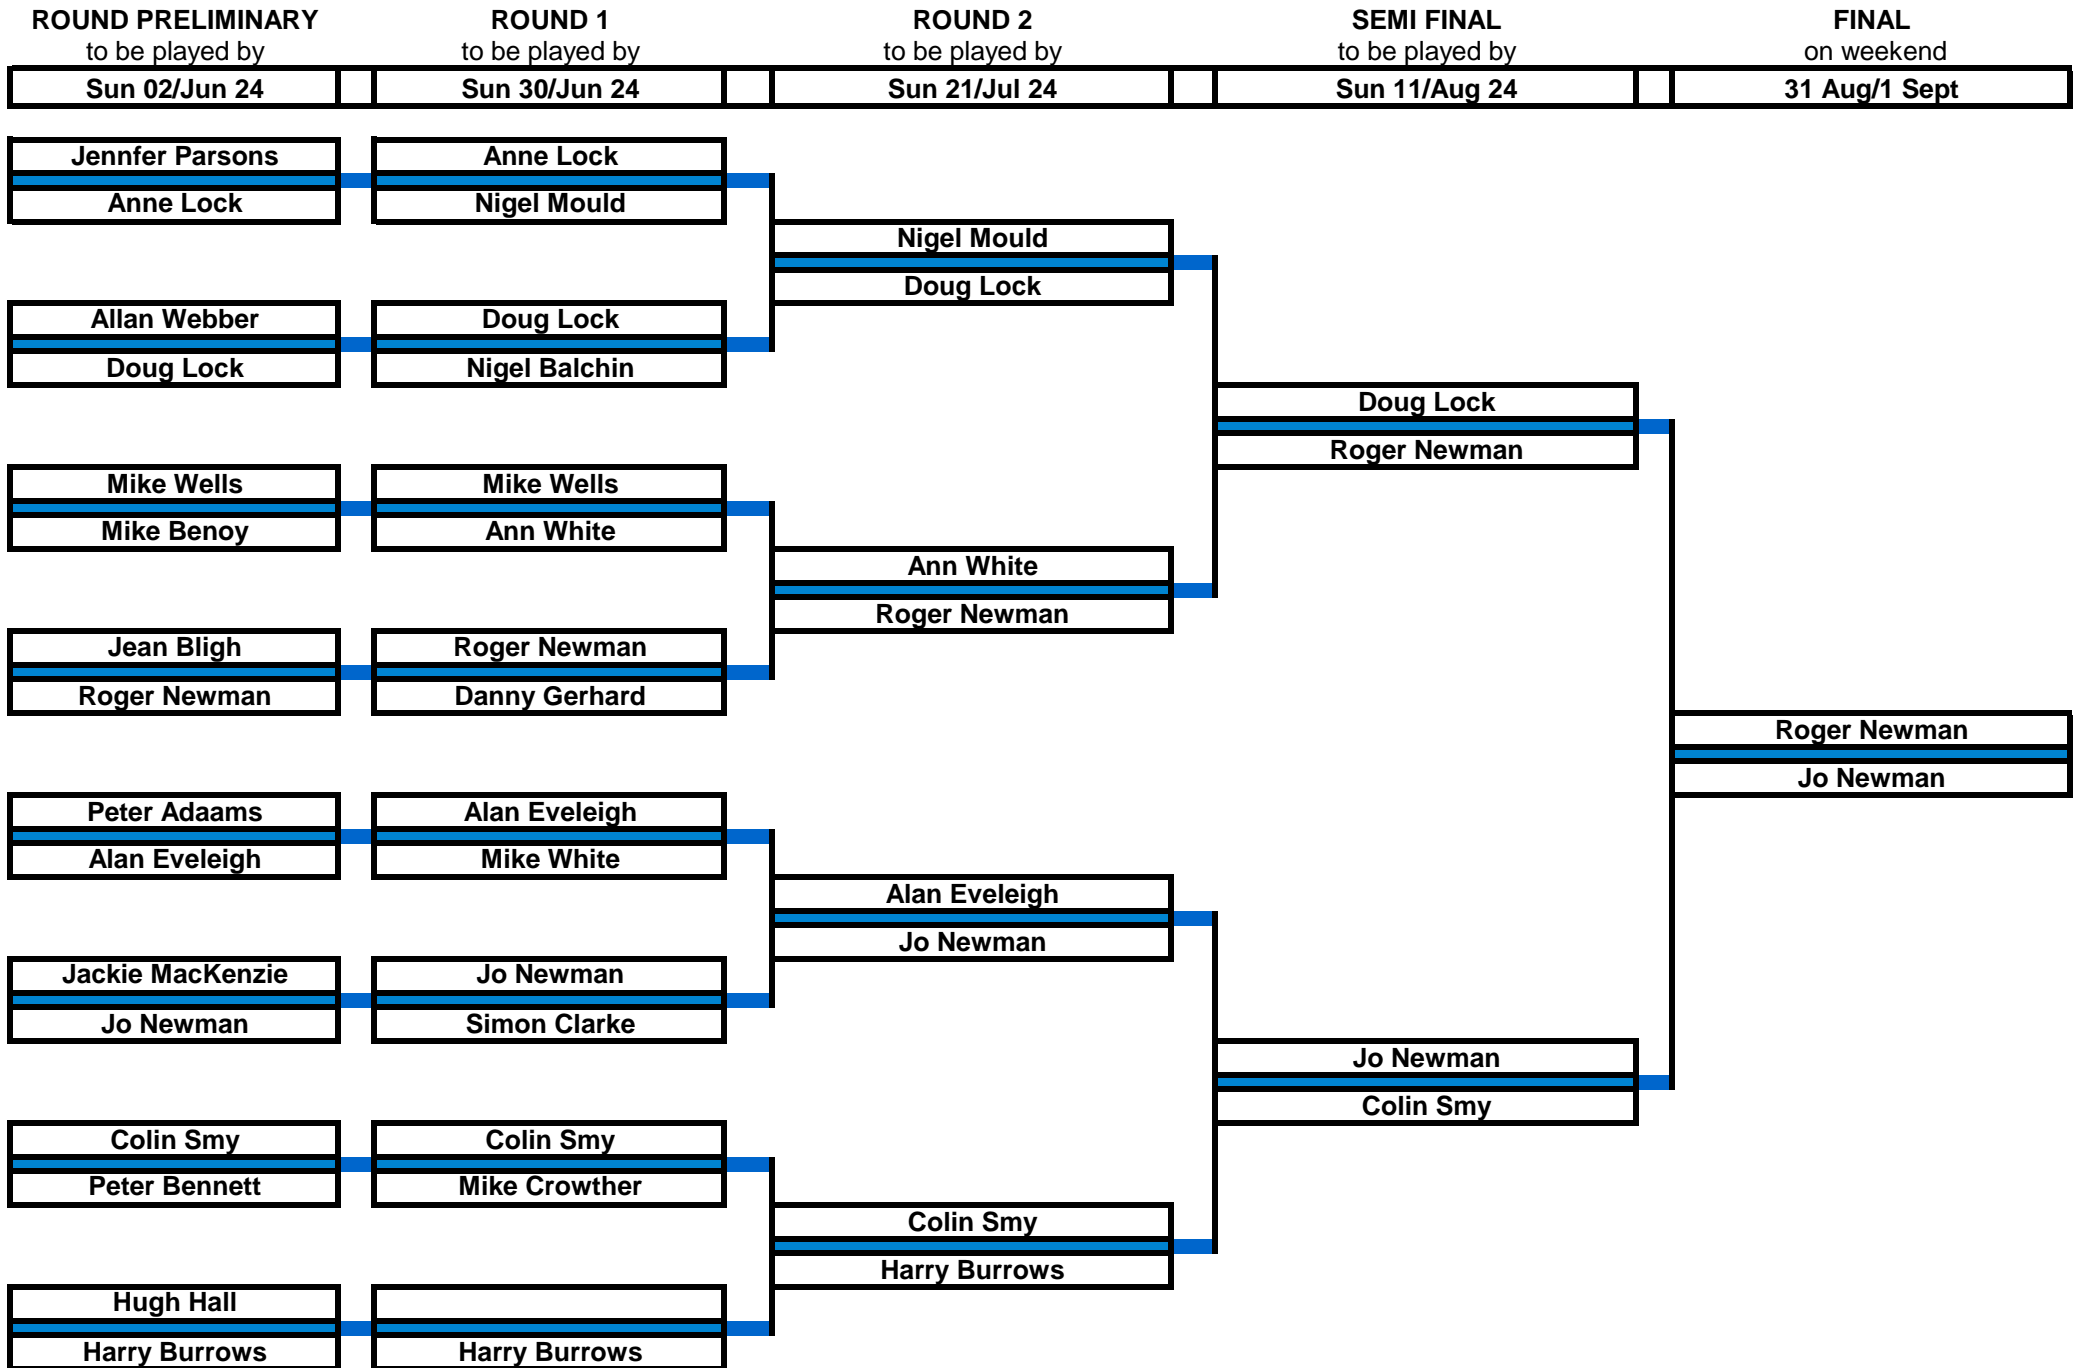 ROUND PRELIMINARY
to be played by
Sun 02/Jun 24
ROUND 1
to be played by
Sun 30/Jun 24
ROUND 2
to be played by
Sun 21/Jul 24
SEMI FINAL
to be played by
Sun 11/Aug 24
FINAL
on weekend
31 Aug/1 Sept
Jennfer Parsons
Anne Lock
Allan Webber
Doug Lock
Mike Wells
Mike Benoy
Jean Bligh
Roger Newman
Peter Adaams
Alan Eveleigh
Jackie MacKenzie
Jo Newman
Colin Smy
Peter Bennett
Hugh Hall
Harry Burrows
Anne Lock
Nigel Mould
Doug Lock
Nigel Balchin
Mike Wells
Ann White
Roger Newman
Danny Gerhard
Alan Eveleigh
Mike White
Jo Newman
Simon Clarke
Colin Smy
Mike Crowther
Harry Burrows
Nigel Mould
Doug Lock
Ann White
Roger Newman
Alan Eveleigh
Jo Newman
Colin Smy
Harry Burrows
Doug Lock
Roger Newman
Jo Newman
Colin Smy
Roger Newman
Jo Newman